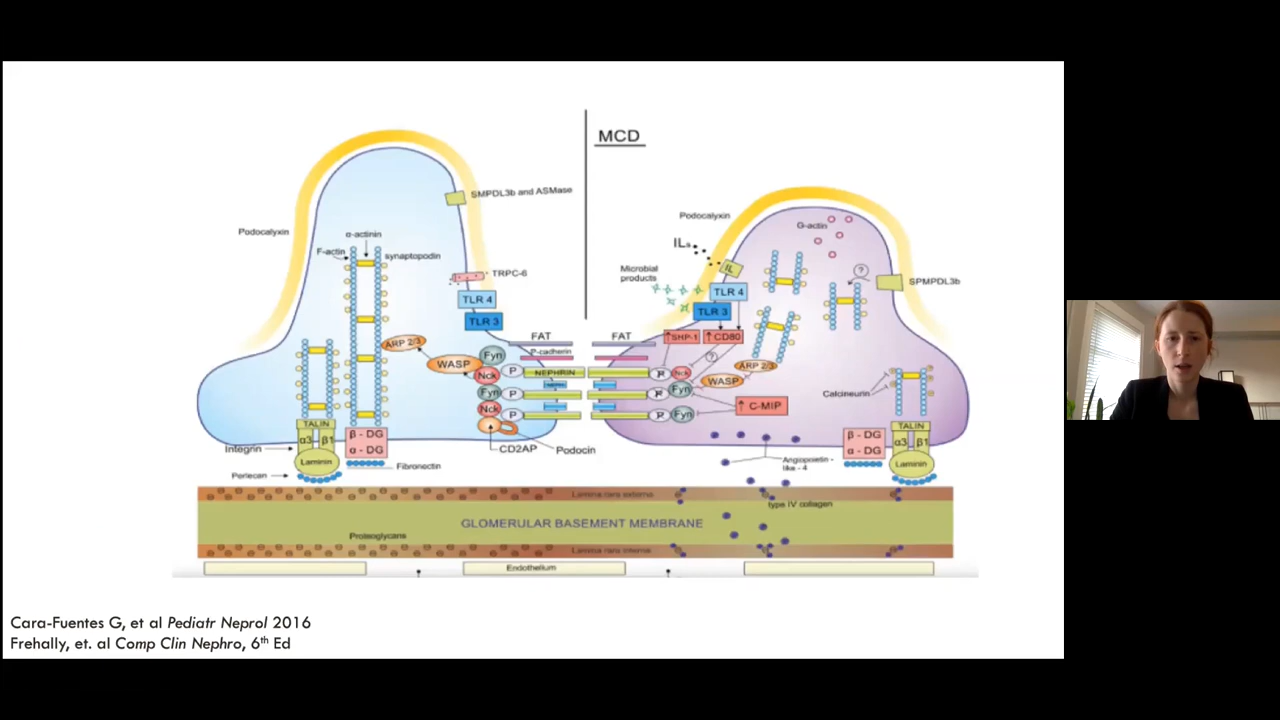 MCD
SMPDL3b and ASMase
Podocalyxin
α-actinin
F-actin
synaptopodin
TRPC-6
TLR 4
TLR 3
FAT
P-cadherin
NEPHRIN
ARP 2/3
WASP
Fyn
Nck
Fyn
Nck
P
P
P
CD2AP
Podocin
TALIN
α3
β1
Laminin
β - DG
α - DG
Integrin
Perlecan
Fibronectin
Podocalyxin
G-actin
ILs
IL
Microbial
products
TLR 4
TLR 3
SPMPDL3b
?
FAT
↑SHP-1
↑CD80
?
P
Nck
ARP 2/3
WASP
P
Fyn
P
Fyn
↑ C-MIP
Calcineurin
TALIN
α3
β1
Laminin
β - DG
α - DG
Angiopoietin -
like - 4
Lamina rara externa
type IV collagen
GLOMERULAR BASEMENT MEMBRANE
Proteoglycans
Lamina rara interna
Endothelium
Cara-Fuentes G, et al Pediatr Neprol 2016
Frehally, et. al Comp Clin Nephro, 6th Ed